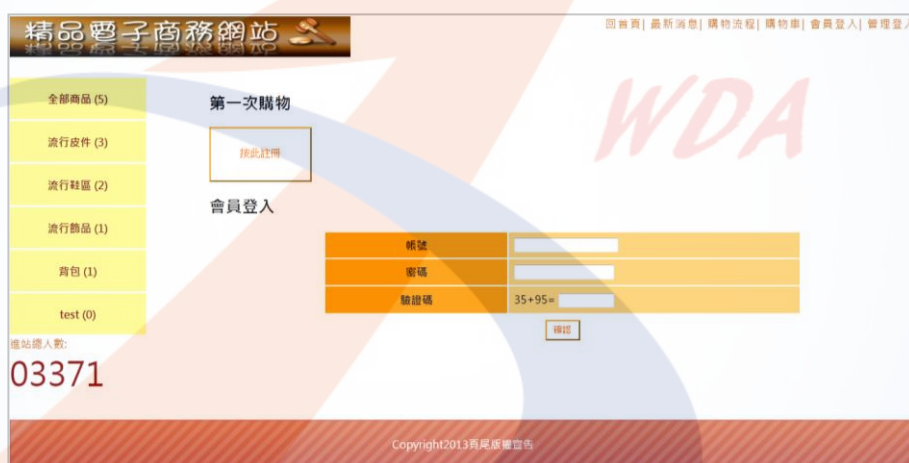 精品電子商務網站
回首頁| 最新消息| 購物流程| 購物車| 會員登入| 管理登入
WDA
全部商品 (5)
流行皮件 (3)
流行鞋區 (2)
流行飾品 (1)
背包 (1)
test (0)
進站總人數:
03371
第一次購物
按此註冊
會員登入
帳號
密碼
驗證碼 35+95=
確認
Copyright2013頁尾版權宣告